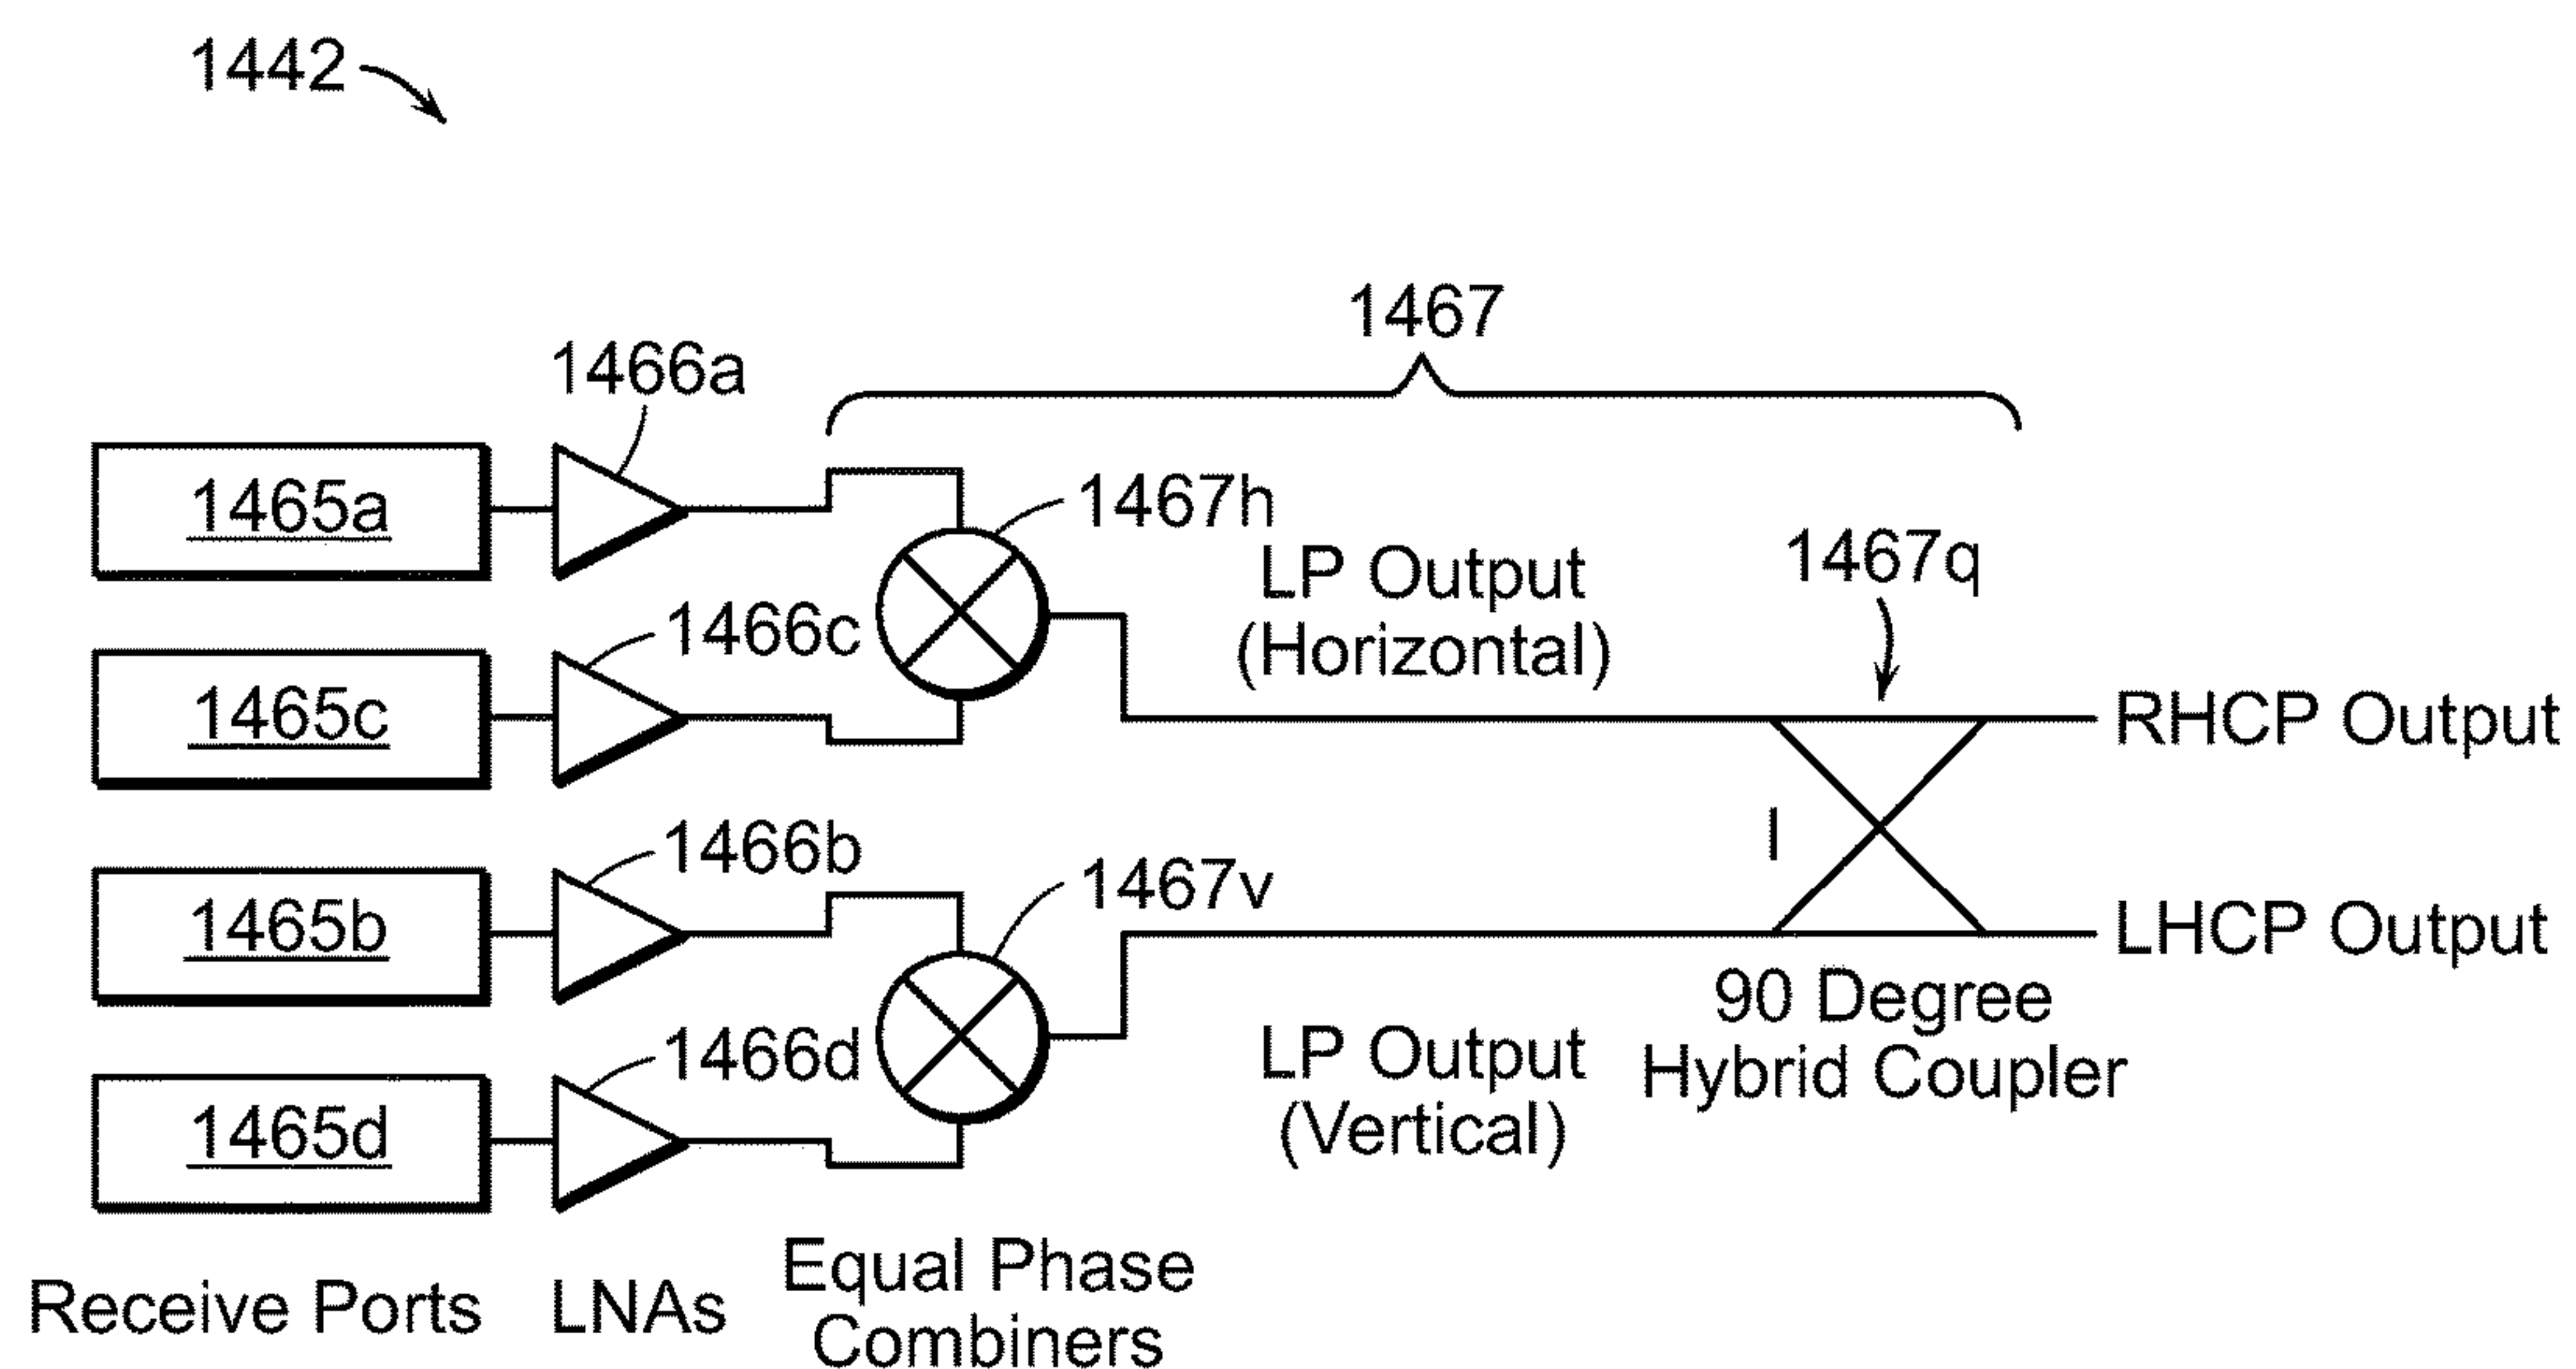 1442
1467
1466a
1465a
1467h
LP Output
(Horizontal)
1467q
1466c
1465c
RHCP Output
1466b
1465b
1467v
LHCP Output
90 Degree
Hybrid Coupler
1466d
1465d
LP Output
(Vertical)
Receive Ports
LNAs
Equal Phase
Combiners